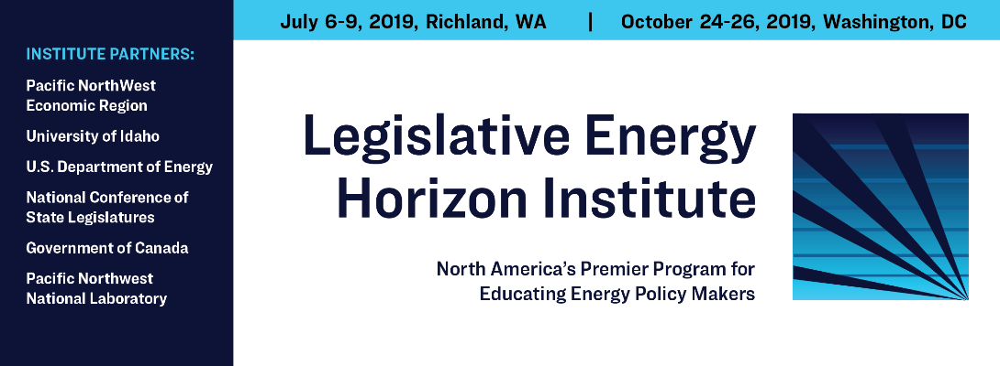 July 6-9, 2019, Richland, WA | October 24-26, 2019, Washington, DC
INSTITUTE PARTNERS:
Pacific NorthWest
Economic Region
University of Idaho
U.S. Department of Energy
National Conference of
State Legislatures
Government of Canada
Pacific Northwest
National Laboratory
Legislative Energy
Horizon Institute
North America's Premier Program for
Educating Energy Policy Makers